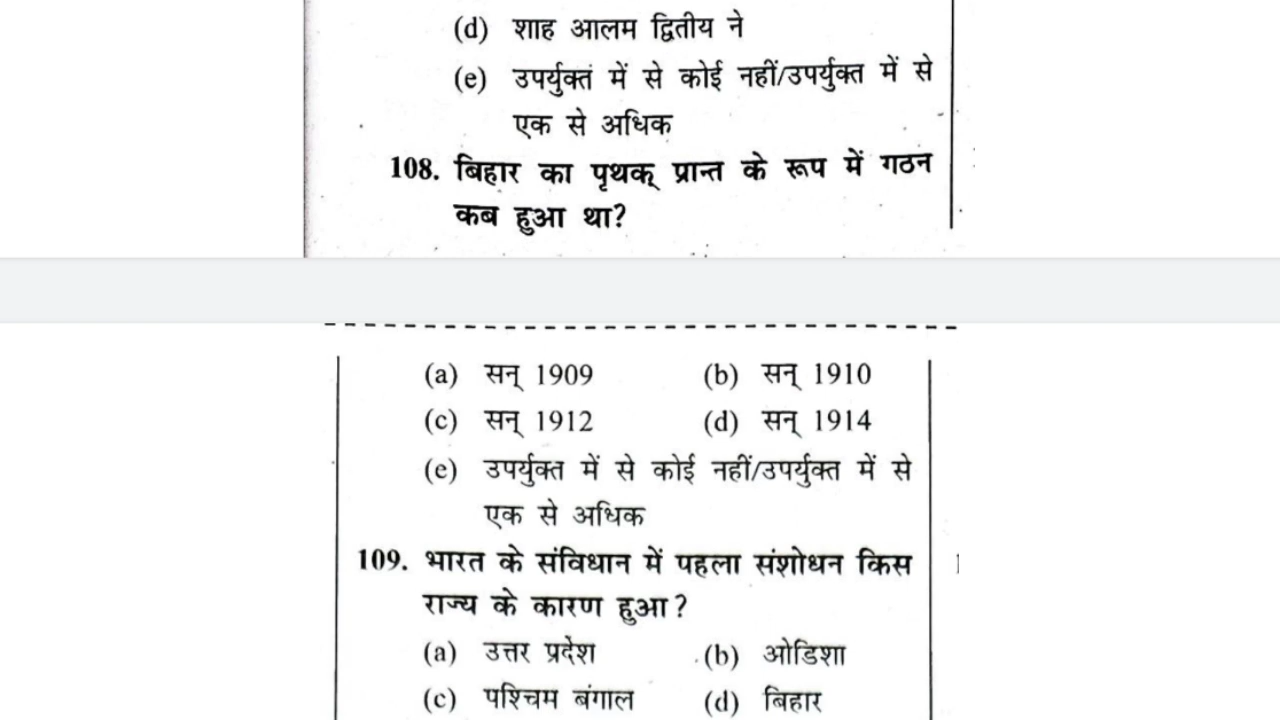 (d) शाह आलम द्वितीय ने
(e) उपर्युक्त में से कोई नहीं/उपर्युक्त में से
एक से अधिक
108. बिहार का पृथक् प्रान्त के रूप में गठन
कब हुआ था?
(a) सन् 1909 (b) सन् 1910
(c) सन् 1912 (d) सन् 1914
(e) उपर्युक्त में से कोई नहीं/उपर्युक्त में से
एक से अधिक
109. भारत के संविधान में पहला संशोधन किस
राज्य के कारण हुआ?
(a) उत्तर प्रदेश (b) ओडिशा
(c) पश्चिम बंगाल (d) बिहार